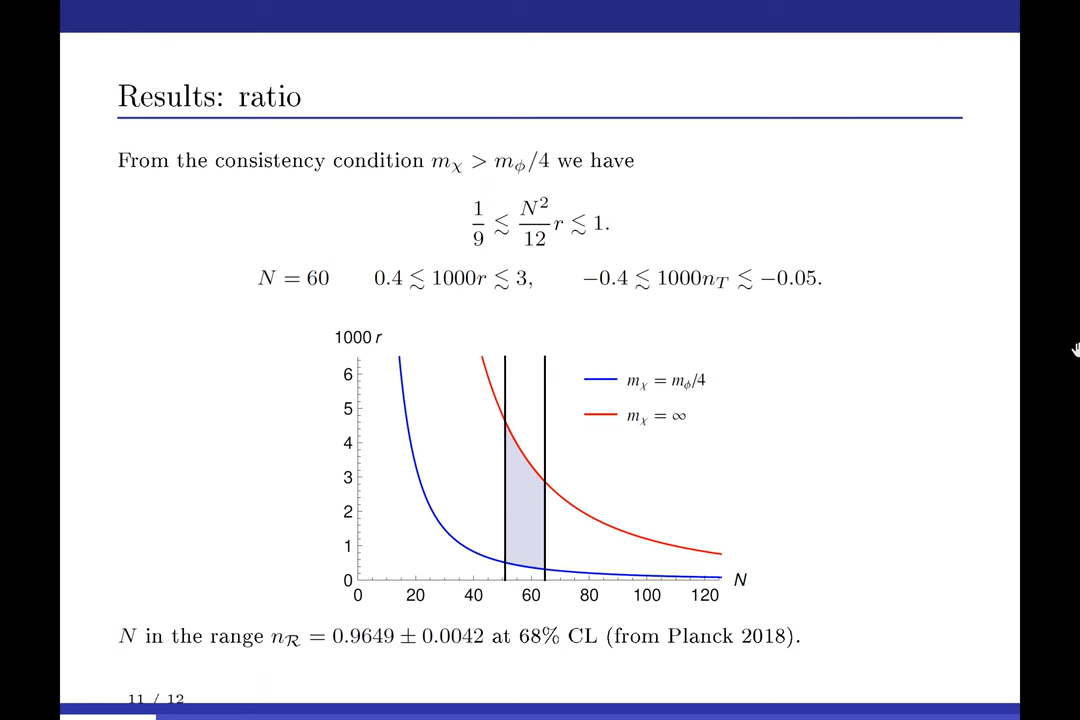 Results: ratio
From the consistency condition m_χ > m_ϕ/4 we have
1/9 ≲ N²/12 r ≲ 1.
N = 60 0.4 ≲ 1000r ≲ 3, −0.4 ≲ 1000n_T ≲ −0.05.
1000 r
6
5
4
3
2
1
0
0 20 40 60 80 100 120
N
m_χ = m_ϕ/4
m_χ = ∞
N in the range n_ℛ = 0.9649 ± 0.0042 at 68% CL (from Planck 2018).
11 / 12